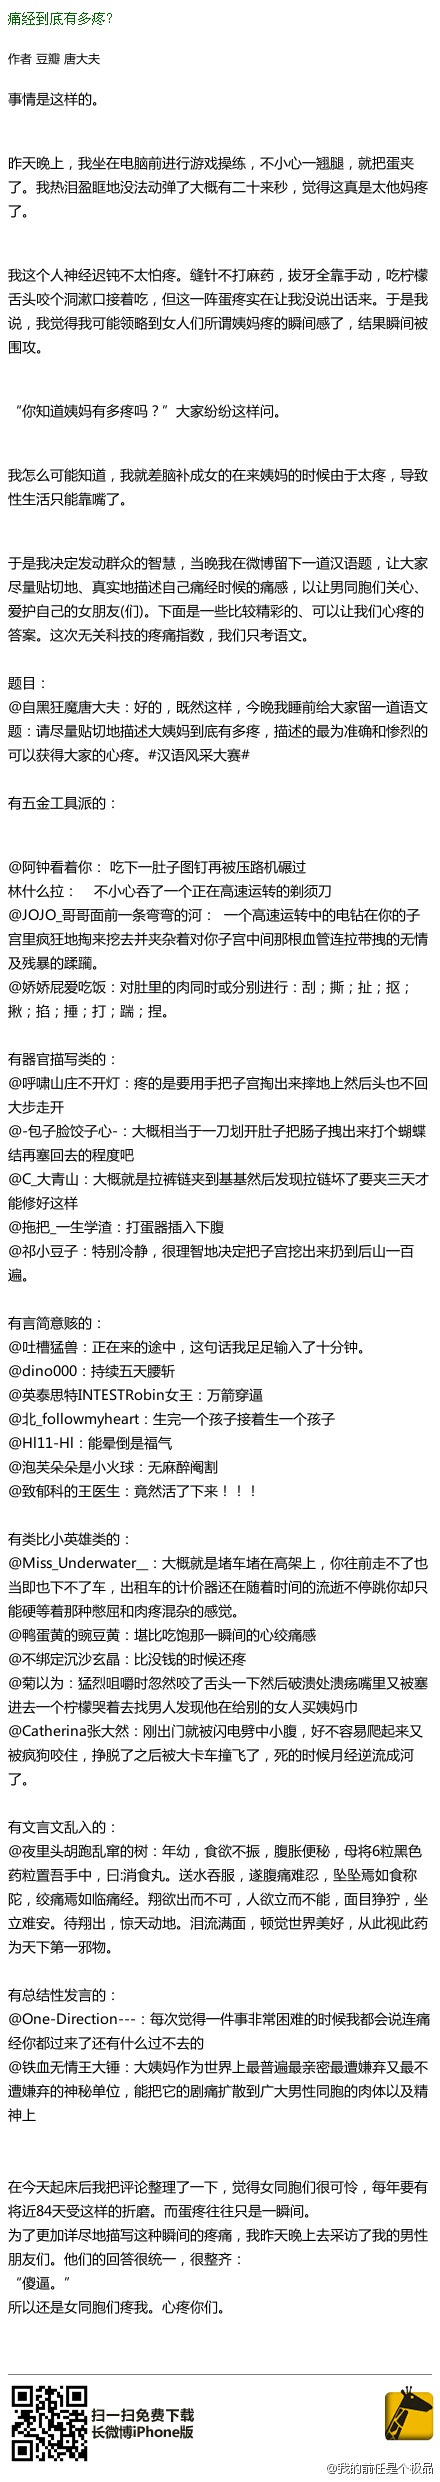 痛经到底有多疼？
作者 豆瓣 唐大夫
事情是这样的。
昨天晚上，我坐在电脑前进行游戏操练，不小心一翘腿，就把蛋夹
了。我热泪盈眶地没法动弹了大概有二十来秒，觉得这真是太他妈疼
了。
我这个人神经迟钝不太怕疼。缝针不打麻药，拔牙全靠手动，吃柠檬
舌头咬个洞漱口接着吃，但这一阵蛋疼实在让我没说出话来。于是我
说，我觉得我可能领略到女人们所谓姨妈疼的瞬间感了，结果瞬间被
围攻。
“你知道姨妈有多疼吗？”大家纷纷这样问。
我怎么可能知道，我就差脑补成女的在来姨妈的时候由于太疼，导致
性生活只能靠嘴了。
于是我决定发动群众的智慧，当晚我在微博留下一道汉语题，让大家
尽量贴切地、真实地描述自己痛经时候的痛感，以让男同胞们关心、
爱护自己的女朋友(们)。下面是一些比较精彩的、可以让我们心疼的
答案。这次无关科技的疼痛指数，我们只考语文。
题目：
@自黑狂魔唐大夫：好的，既然这样，今晚我睡前给大家留一道语文
题：请尽量贴切地描述大姨妈到底有多疼，描述的最为准确和惨烈的
可以获得大家的心疼。#汉语风采大赛#
有五金工具派的：
@阿钟看着你： 吃下一肚子图钉再被压路机碾过
林什么拉： 不小心吞了一个正在高速运转的剃须刀
@JOJO_哥哥面前一条弯弯的河： 一个高速运转中的电钻在你的子
宫里疯狂地掏来挖去并夹杂着对你子宫中间那根血管连拉带拽的无情
及残暴的蹂躏。
@娇娇屁爱吃饭：对肚里的肉同时或分别进行：刮；撕；扯；抠；
揪；掐；捶；打；踹；捏。
有器官描写类的：
@呼啸山庄不开灯：疼的是要用手把子宫掏出来摔地上然后头也不回
大步走开
@-包子脸饺子心-：大概相当于一刀划开肚子把肠子拽出来打个蝴蝶
结再塞回去的程度吧
@C_大青山：大概就是拉裤链夹到基基然后发现拉链坏了要夹三天才
能修好这样
@拖把_一生学渣：打蛋器插入下腹
@祁小豆子：特别冷静，很理智地决定把子宫挖出来扔到后山一百
遍。
有言简意赅的：
@吐槽猛兽：正在来的途中，这句话我足足输入了十分钟。
@dino000：持续五天腰斩
@英泰思特INTESTRobin女王：万箭穿逼
@北_followmyheart：生完一个孩子接着生一个孩子
@Hl11-Hl：能晕倒是福气
@泡芙朵朵是小火球：无麻醉阉割
@致郁科的王医生：竟然活了下来！！！
有类比小英雄类的：
@Miss_Underwater__：大概就是堵车堵在高架上，你往前走不了也
当即也下不了车，出租车的计价器还在随着时间的流逝不停跳你却只
能硬等着那种憋屈和肉疼混杂的感觉。
@鸭蛋黄的豌豆黄：堪比吃饱那一瞬间的心绞痛感
@不绑定沉沙玄晶：比没钱的时候还疼
@菊以为：猛烈咀嚼时忽然咬了舌头一下然后破溃处溃疡嘴里又被塞
进去一个柠檬哭着去找男人发现他在给别的女人买姨妈巾
@Catherina张大然：刚出门就被闪电劈中小腹，好不容易爬起来又
被疯狗咬住，挣脱了之后被大卡车撞飞了，死的时候月经逆流成河
了。
有文言文乱入的：
@夜里头胡跑乱窜的树：年幼，食欲不振，腹胀便秘，母将6粒黑色
药粒置吾手中，曰:消食丸。送水吞服，遂腹痛难忍，坠坠焉如食称
陀，绞痛焉如临痛经。翔欲出而不可，人欲立而不能，面目狰狞，坐
立难安。待翔出，惊天动地。泪流满面，顿觉世界美好，从此视此药
为天下第一邪物。
有总结性发言的：
@One-Direction---：每次觉得一件事非常困难的时候我都会说连痛
经你都过来了还有什么过不去的
@铁血无情王大锤：大姨妈作为世界上最普遍最亲密最遭嫌弃又最不
遭嫌弃的神秘单位，能把它的剧痛扩散到广大男性同胞的肉体以及精
神上
在今天起床后我把评论整理了一下，觉得女同胞们很可怜，每年要有
将近84天受这样的折磨。而蛋疼往往只是一瞬间。
为了更加详尽地描写这种瞬间的疼痛，我昨天晚上去采访了我的男性
朋友们。他们的回答很统一，很整齐：
“傻逼。”
所以还是女同胞们疼我。心疼你们。
扫一扫免费下载
长微博iPhone版
@我的前任是个极品